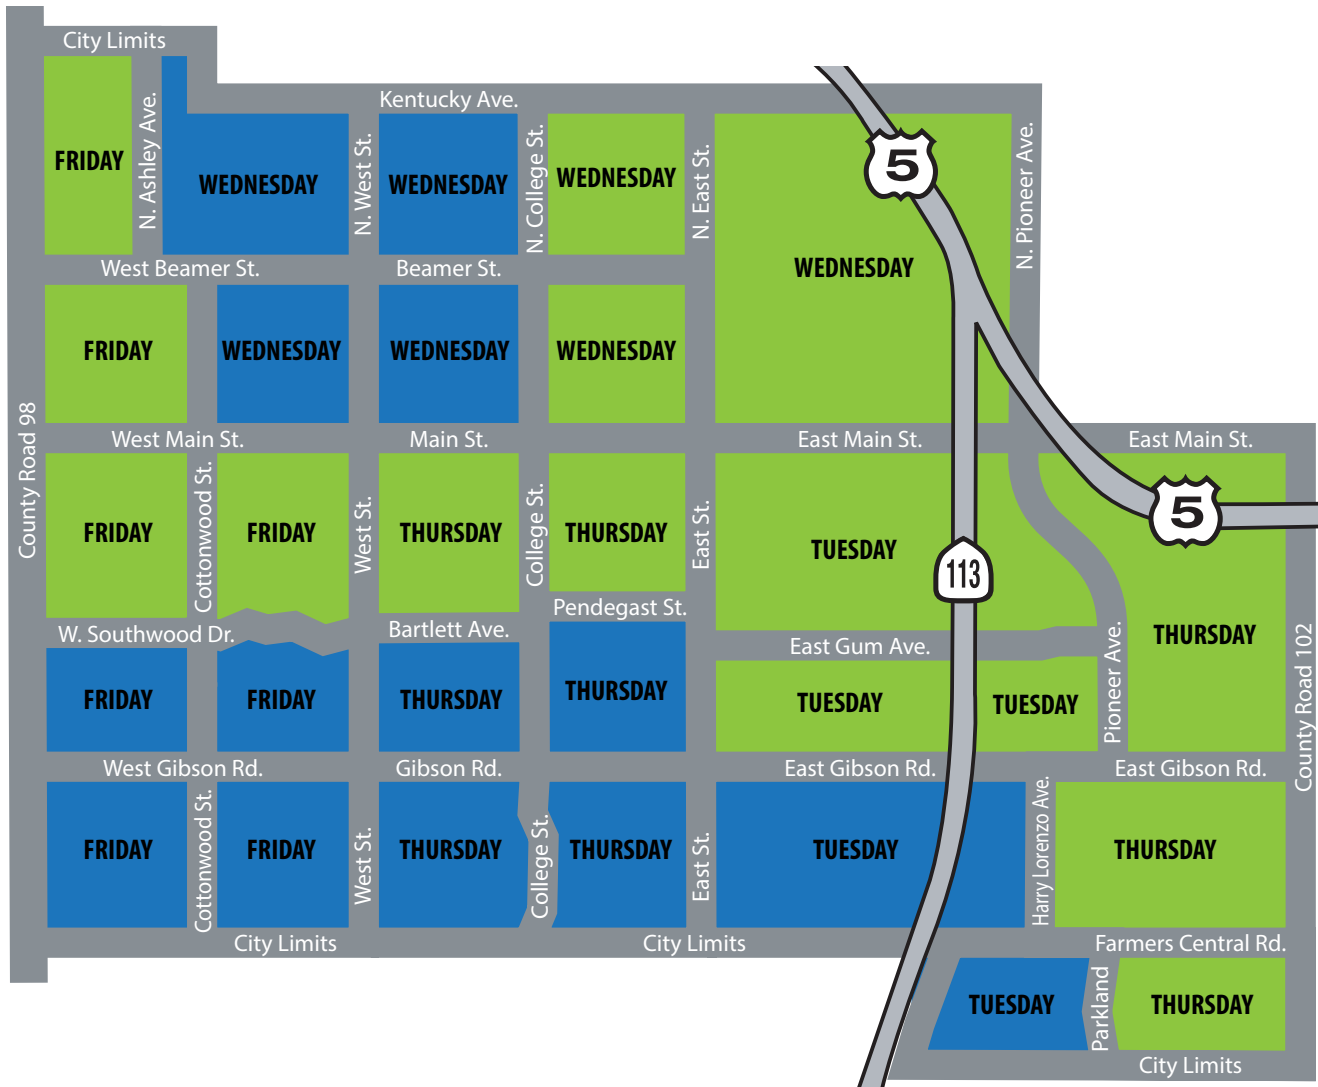 City Limits
Kentucky Ave.
FRIDAY
N. Ashley Ave.
WEDNESDAY
N. West St.
WEDNESDAY
N. College St.
WEDNESDAY
N. East St.
WEDNESDAY
5
N. Pioneer Ave.
West Beamer St.
Beamer St.
FRIDAY
WEDNESDAY
WEDNESDAY
WEDNESDAY
County Road 98
West Main St.
Main St.
East Main St.
East Main St.
FRIDAY
Cottonwood St.
FRIDAY
West St.
THURSDAY
College St.
THURSDAY
East St.
TUESDAY
113
5
THURSDAY
County Road 102
W. Southwood Dr.
Bartlett Ave.
Pendegast St.
East Gum Ave.
Pioneer Ave.
FRIDAY
FRIDAY
THURSDAY
THURSDAY
TUESDAY
TUESDAY
West Gibson Rd.
Gibson Rd.
East Gibson Rd.
East Gibson Rd.
FRIDAY
Cottonwood St.
FRIDAY
West St.
THURSDAY
College St.
THURSDAY
East St.
TUESDAY
Harry Lorenzo Ave.
THURSDAY
City Limits
City Limits
Farmers Central Rd.
TUESDAY
Parkland
THURSDAY
City Limits